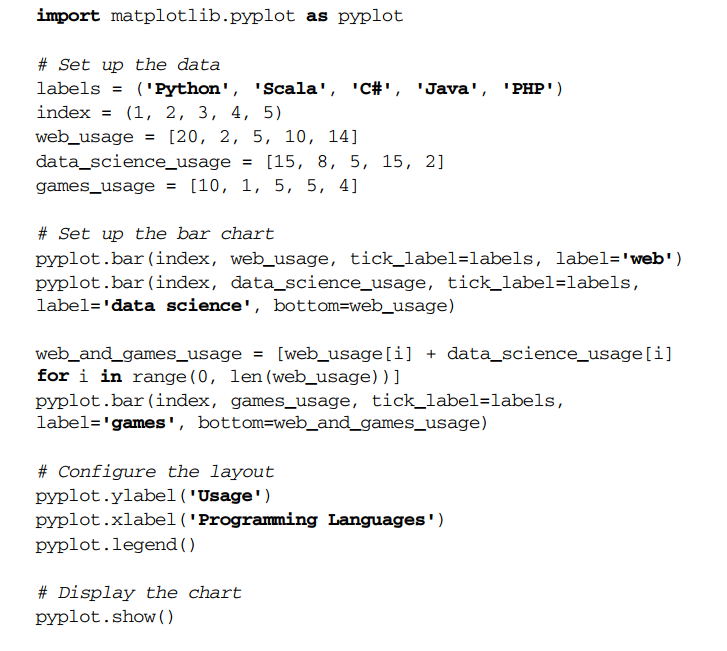 import matplotlib.pyplot as pyplot
# Set up the data
labels = ('Python', 'Scala', 'C#', 'Java', 'PHP')
index = (1, 2, 3, 4, 5)
web_usage = [20, 2, 5, 10, 14]
data_science_usage = [15, 8, 5, 15, 2]
games_usage = [10, 1, 5, 5, 4]
# Set up the bar chart
pyplot.bar(index, web_usage, tick_label=labels, label='web')
pyplot.bar(index, data_science_usage, tick_label=labels,
label='data science', bottom=web_usage)
web_and_games_usage = [web_usage[i] + data_science_usage[i]
for i in range(0, len(web_usage))]
pyplot.bar(index, games_usage, tick_label=labels,
label='games', bottom=web_and_games_usage)
# Configure the layout
pyplot.ylabel('Usage')
pyplot.xlabel('Programming Languages')
pyplot.legend()
# Display the chart
pyplot.show()